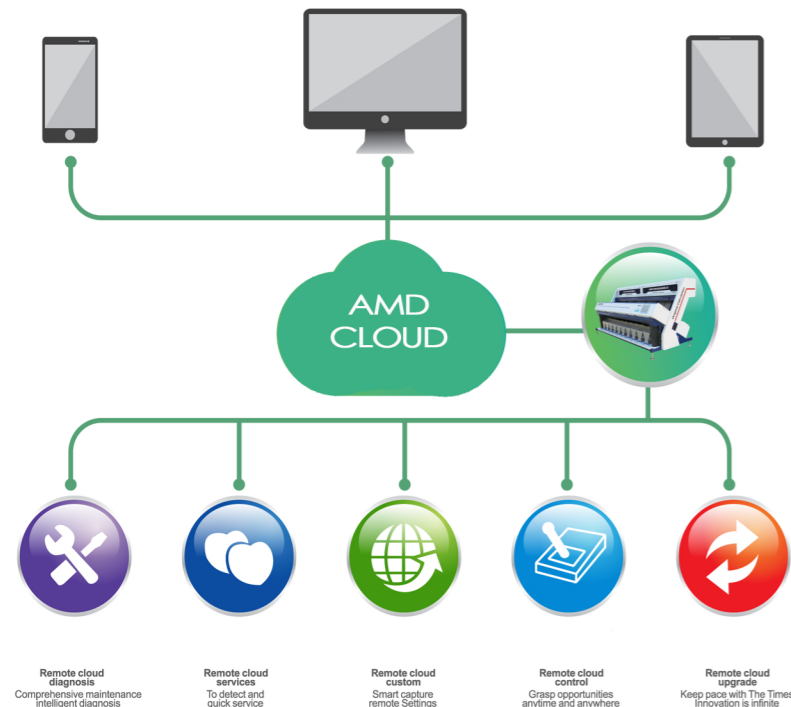 AMD
CLOUD
Remote cloud
diagnosis
Comprehensive maintenance
intelligent diagnosis
Remote cloud
services
To detect and
quick service
Remote cloud
custom
Smart capture
remote Settings
Remote cloud
control
Grasp opportunities
anytime and anywhere
Remote cloud
upgrade
Keep pace with The Times
Innovation is infinite